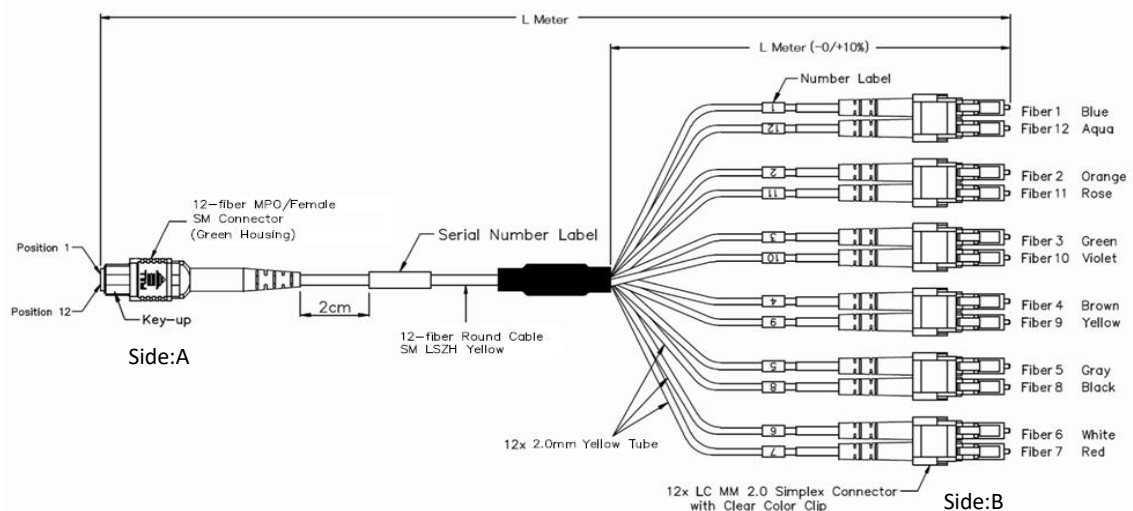 L Meter
L Meter (-0/+10%)
Number Label
1
Fiber 1 Blue
12
Fiber 12 Aqua
2
Fiber 2 Orange
11
Fiber 11 Rose
12-fiber MPO/Female
SM Connector
(Green Housing)
3
Fiber 3 Green
Serial Number Label
Position 1
10
Fiber 10 Violet
PULL
4
Fiber 4 Brown
Position 12
Key-up
2cm
9
Fiber 9 Yellow
12-fiber Round Cable
SM LSZH Yellow
Side:A
5
Fiber 5 Gray
8
Fiber 8 Black
6
Fiber 6 White
12x 2.0mm Yellow Tube
7
Fiber 7 Red
12x LC MM 2.0 Simplex Connector
with Clear Color Clip
Side:B